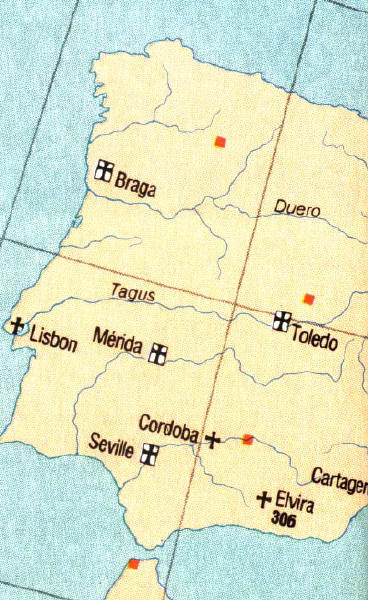 Braga
Duero
Tagus
Lisbon
Mérida
Toledo
Cordoba
Seville
Cartagen
Elvira
306